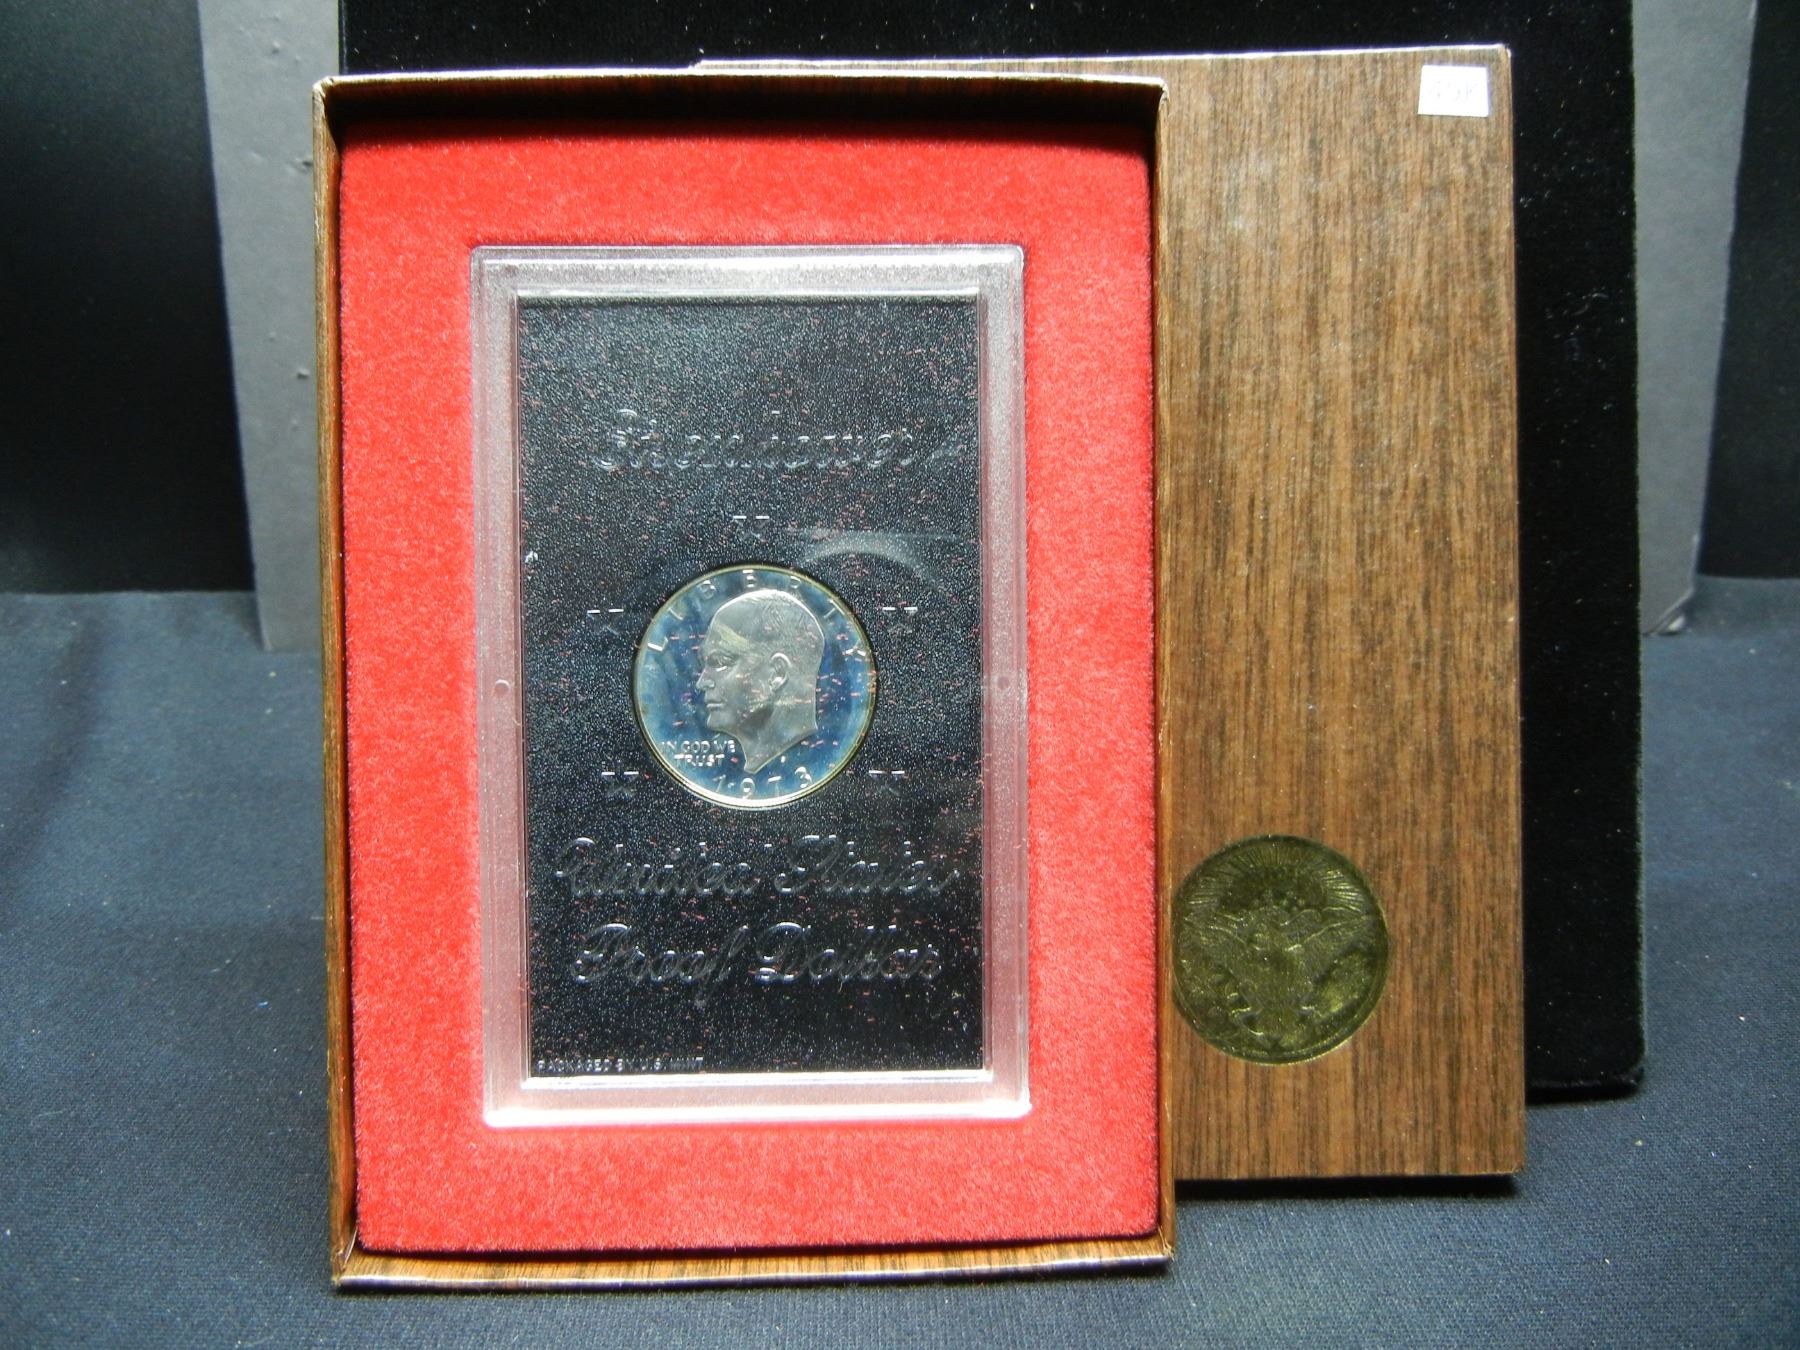 Eisenhower
LIBERTY
IN GOD WE
TRUST
1973
United States
Proof Dollar
PACKAGED BY U.S. MINT